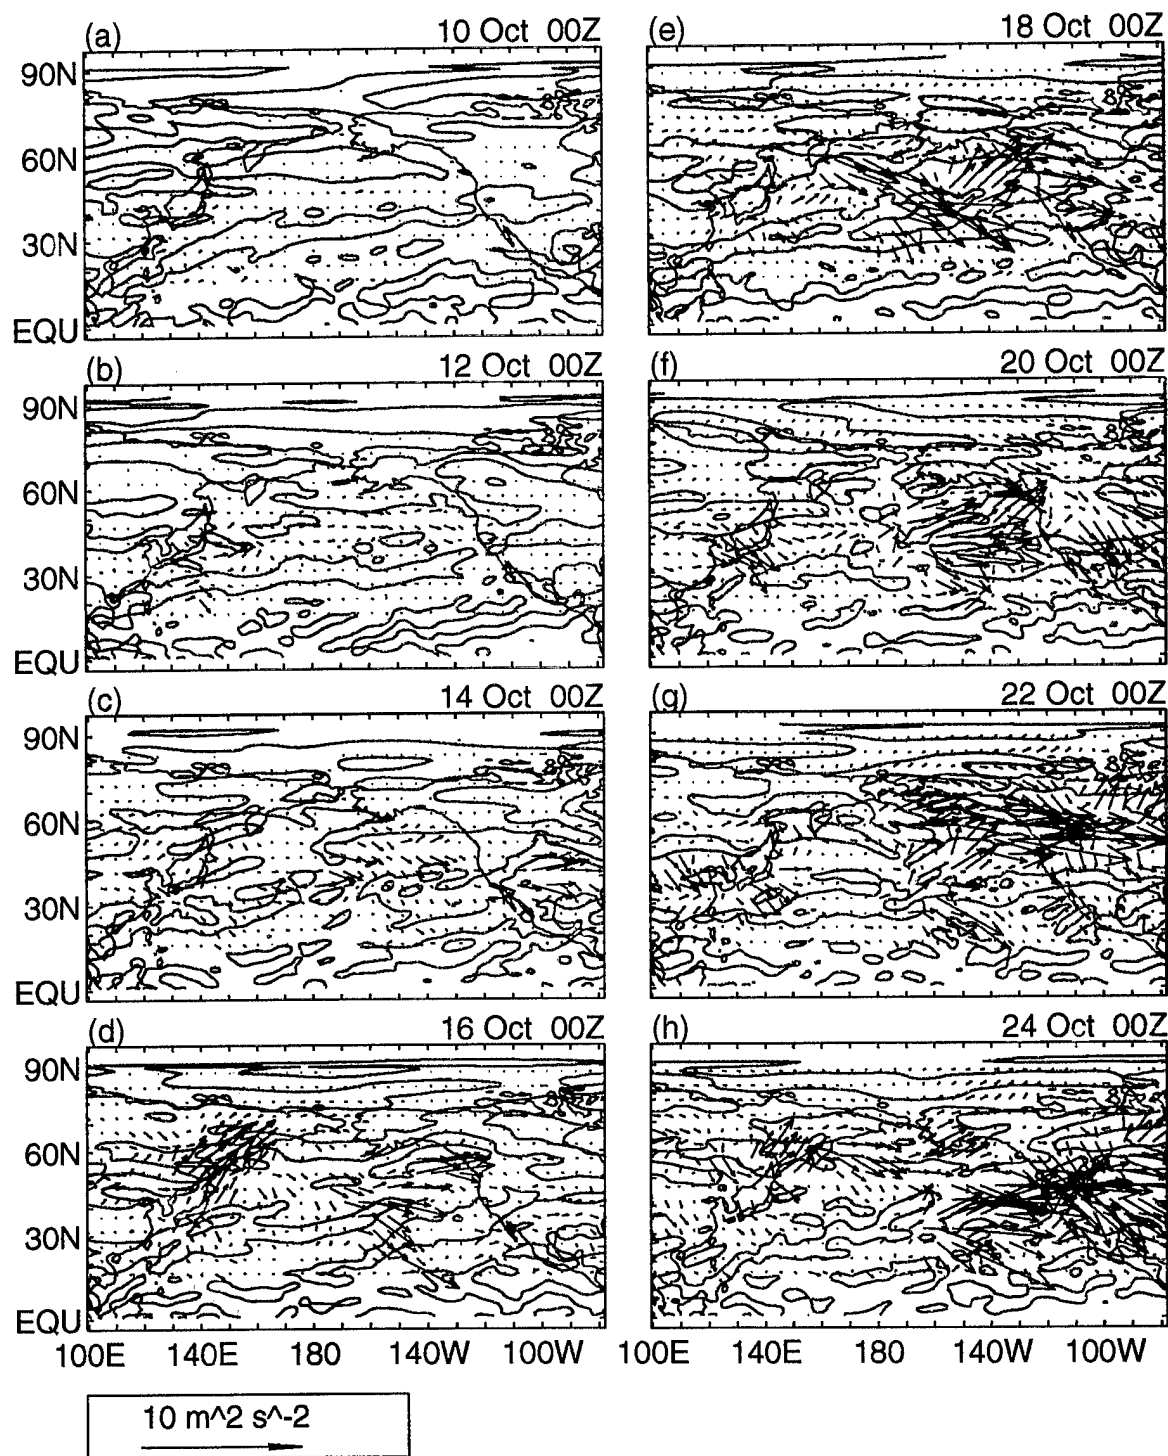 (a) 10 Oct 00Z
90N
60N
30N
EQU
(b) 12 Oct 00Z
90N
60N
30N
EQU
(c) 14 Oct 00Z
90N
60N
30N
EQU
(d) 16 Oct 00Z
90N
60N
30N
EQU
100E 140E 180 140W 100W
(e) 18 Oct 00Z
(f) 20 Oct 00Z
(g) 22 Oct 00Z
(h) 24 Oct 00Z
100E 140E 180 140W 100W
10 m^2 s^-2